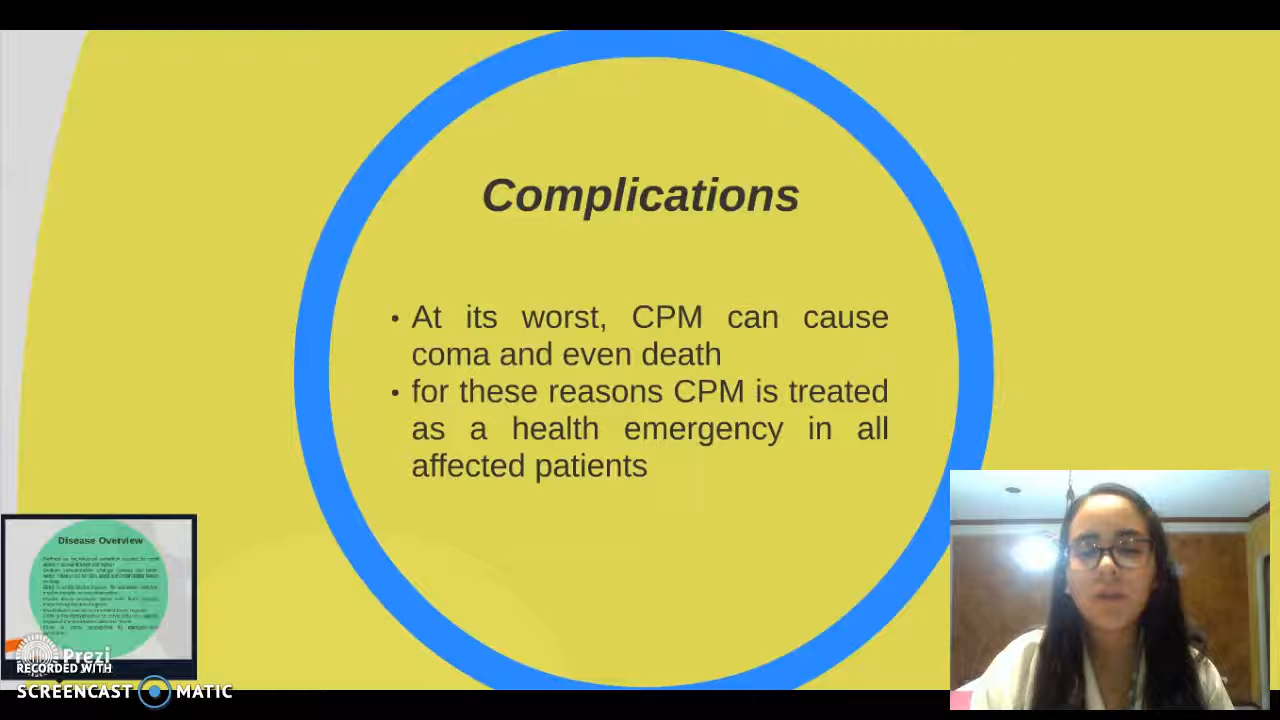 Complications
• At its worst, CPM can cause
coma and even death
• for these reasons CPM is treated
as a health emergency in all
affected patients
Disease Overview
Prezi
RECORDED WITH
SCREENCAST MATIC